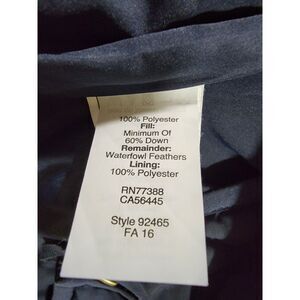 100% Polyester
Fill:
Minimum Of
60% Down
Remainder:
Waterfowl Feathers
Lining:
100% Polyester
RN77388
CA56445
Style 92465
FA 16